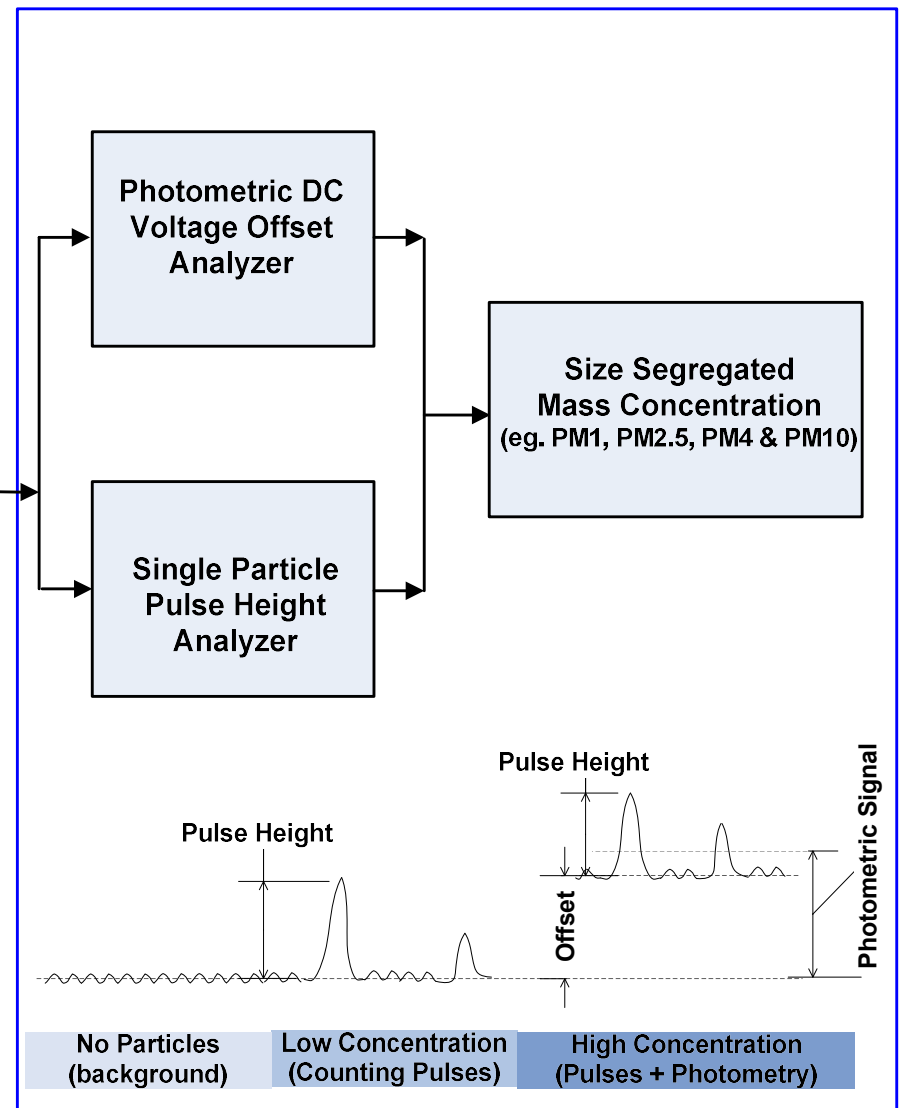 Photometric DC
Voltage Offset
Analyzer
Size Segregated
Mass Concentration
(eg. PM1, PM2.5, PM4 & PM10)
Single Particle
Pulse Height
Analyzer
Pulse Height
Pulse Height
Offset
Photometric Signal
No Particles
(background)
Low Concentration
(Counting Pulses)
High Concentration
(Pulses + Photometry)